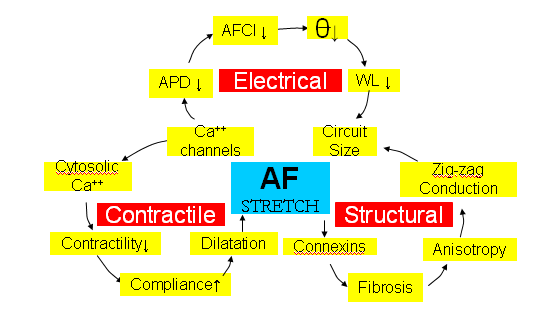 AFCI ↓
θ↓
APD ↓
Electrical
WL ↓
Ca⁺⁺
channels
Circuit
Size
Cytosolic
Ca⁺⁺
AF
STRETCH
Zig-zag
Conduction
Contractile
Structural
Contractility↓
Dilatation
Connexins
Anisotropy
Compliance↑
Fibrosis